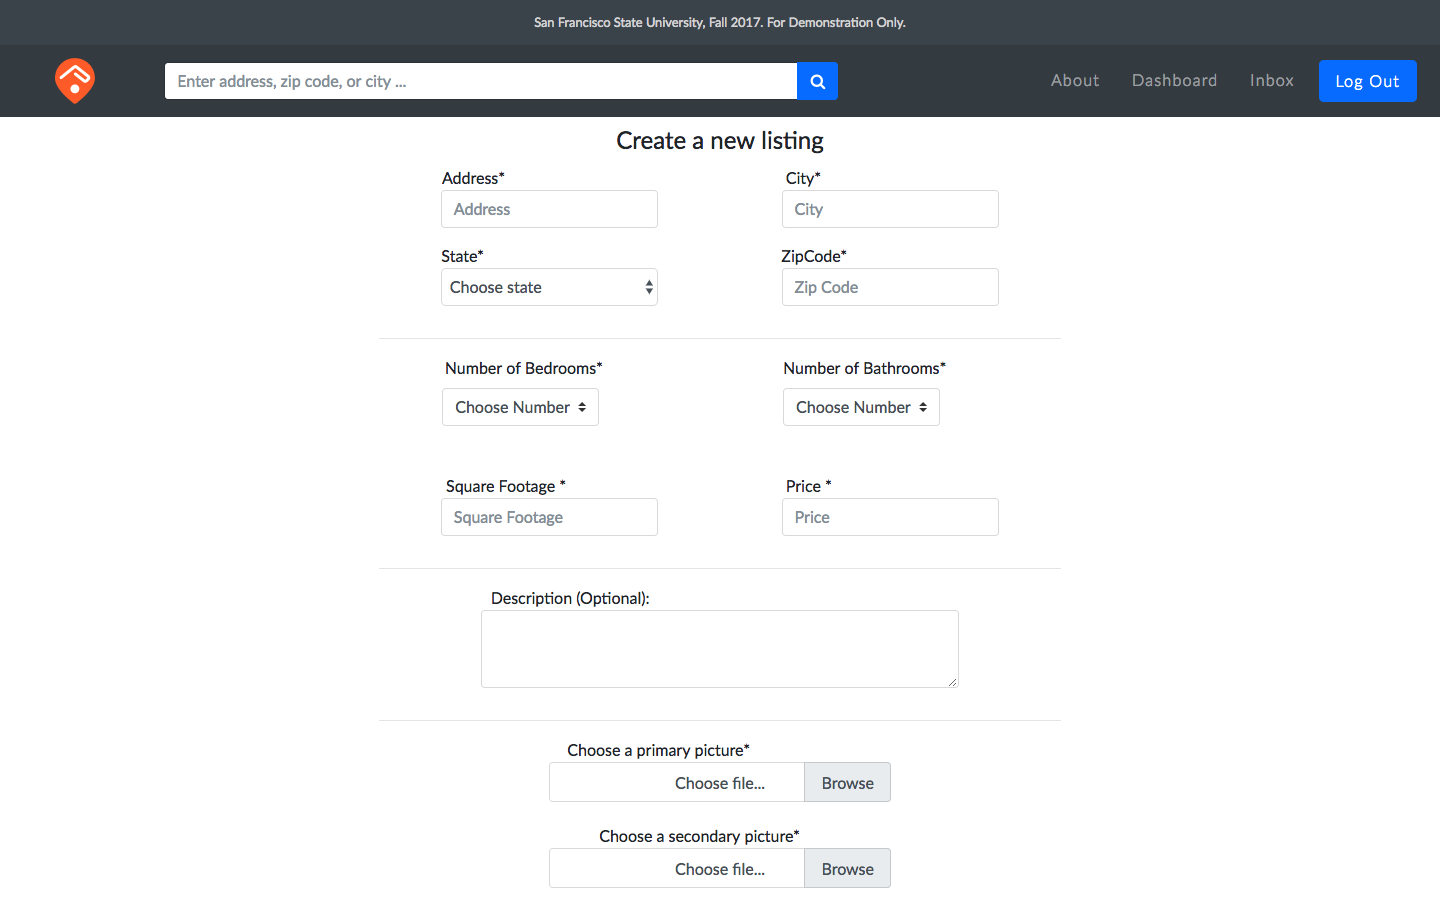 San Francisco State University, Fall 2017. For Demonstration Only.
Enter address, zip code, or city ...
About Dashboard Inbox Log Out
Create a new listing
Address* City*
Address City
State* ZipCode*
Choose state Zip Code
Number of Bedrooms* Number of Bathrooms*
Choose Number Choose Number
Square Footage * Price *
Square Footage Price
Description (Optional):
Choose a primary picture*
Choose file... Browse
Choose a secondary picture*
Choose file... Browse